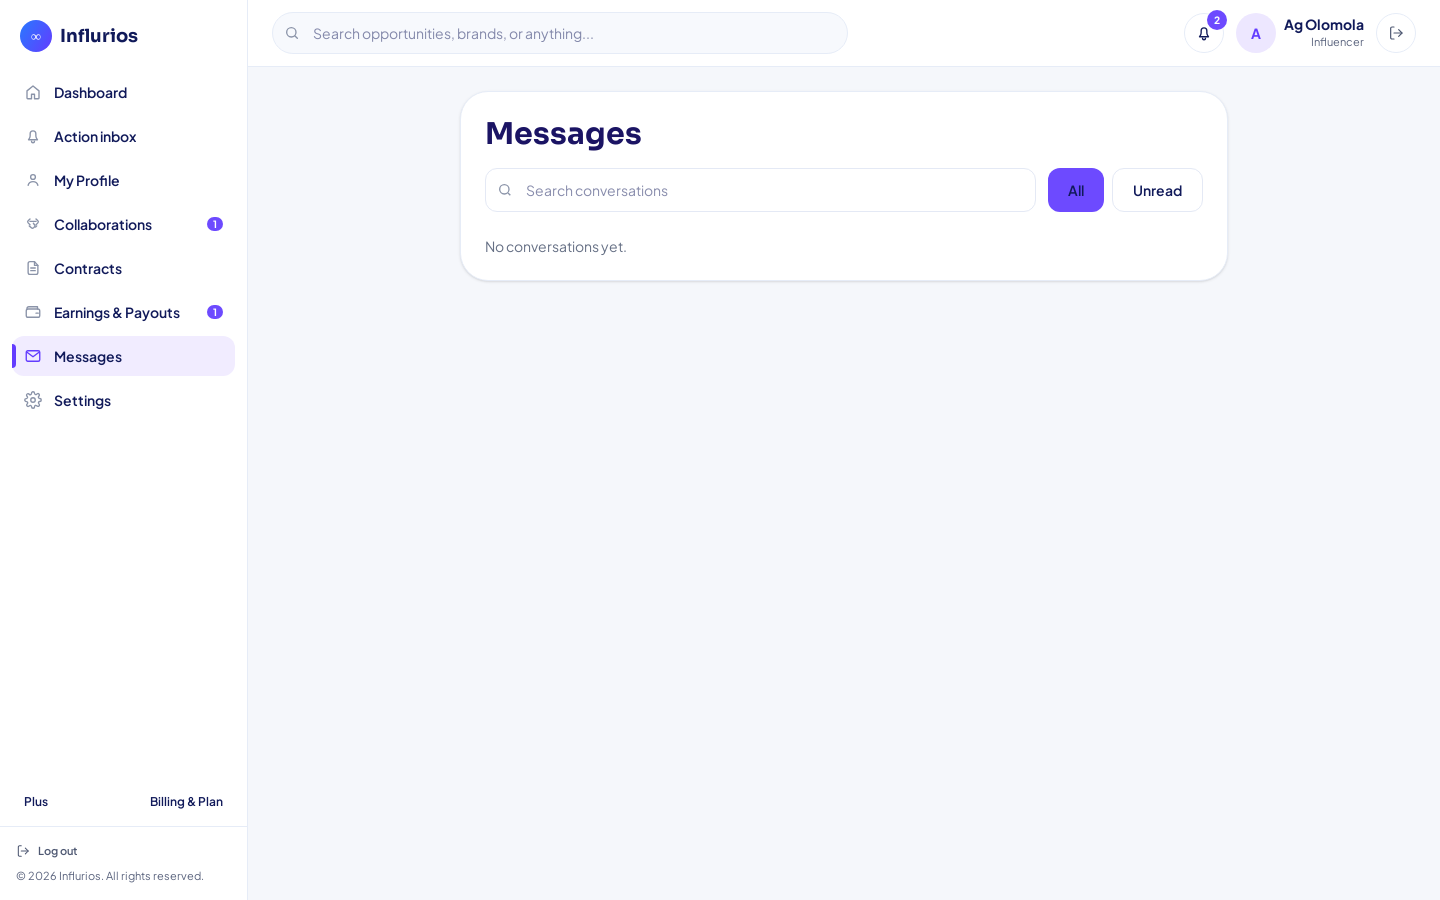 ∞ Influrios
Search opportunities, brands, or anything...
2
A
Ag Olomola
Influencer
Dashboard
Action inbox
My Profile
Collaborations 1
Contracts
Earnings & Payouts 1
Messages
Settings
Messages
Search conversations
All
Unread
No conversations yet.
Plus
Billing & Plan
Log out
© 2026 Influrios. All rights reserved.